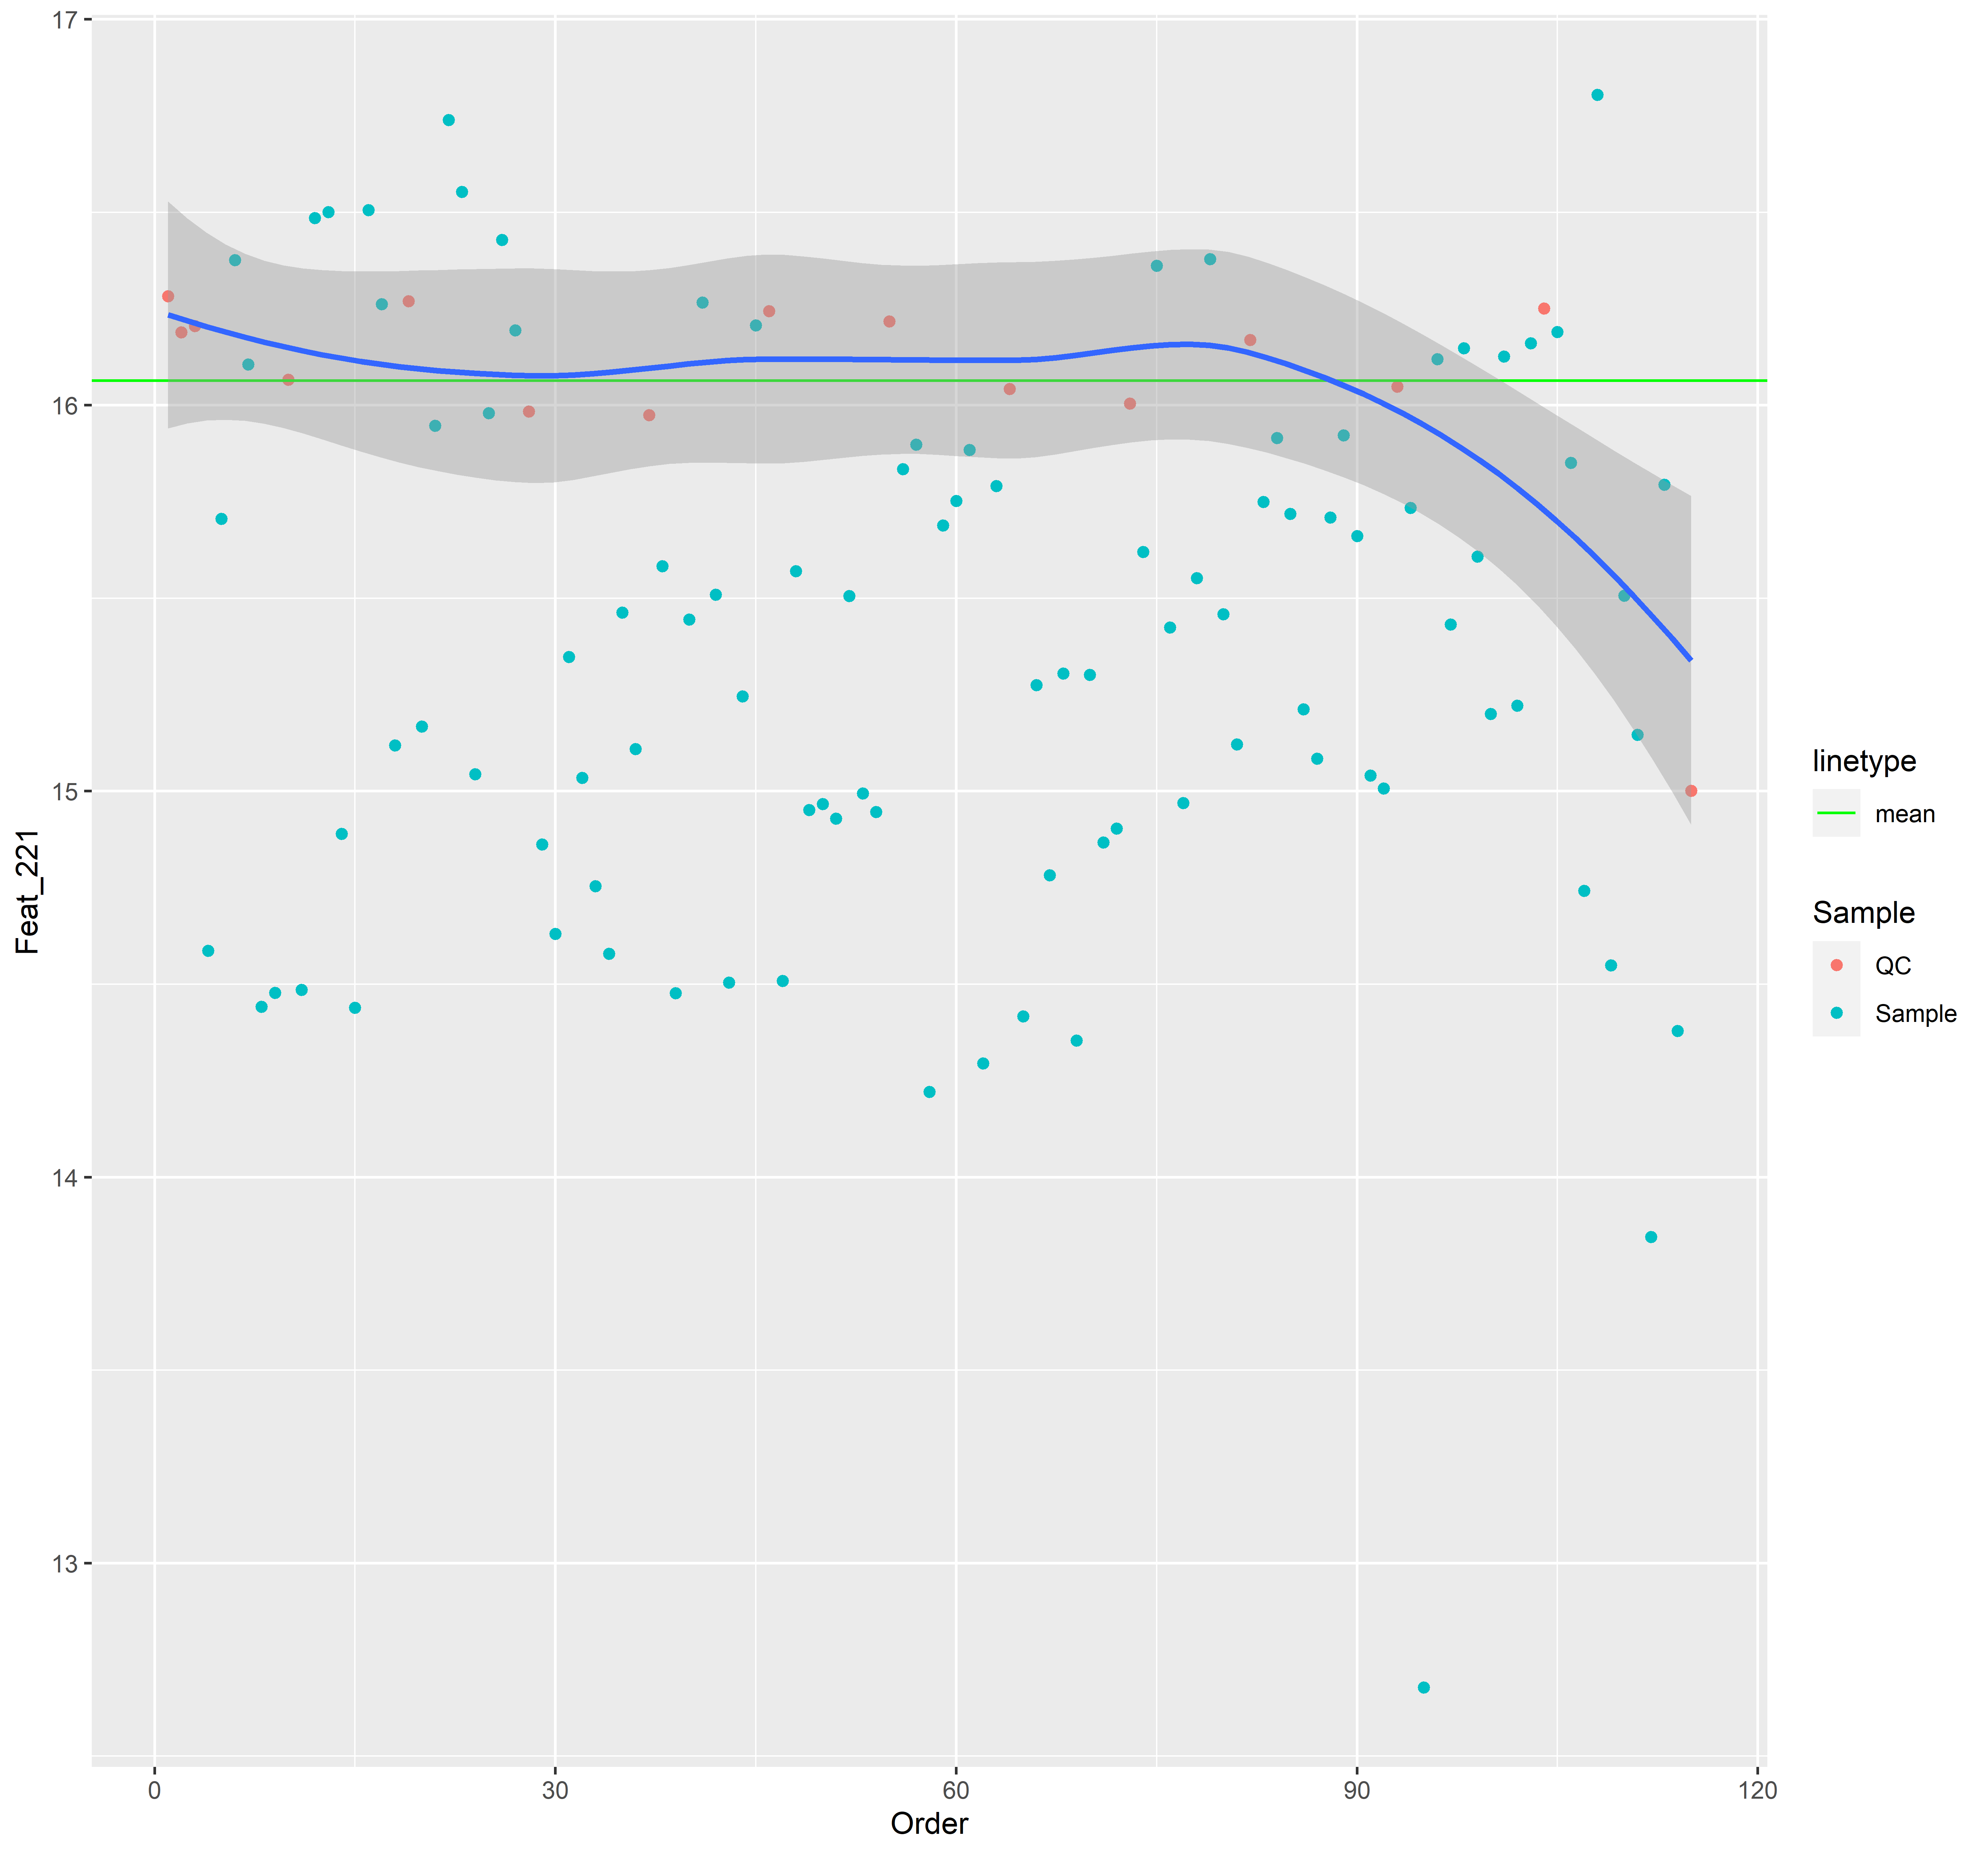 17
16
15
14
13
Feat_221
0 30 60 90 120
Order
linetype
mean
Sample
QC
Sample